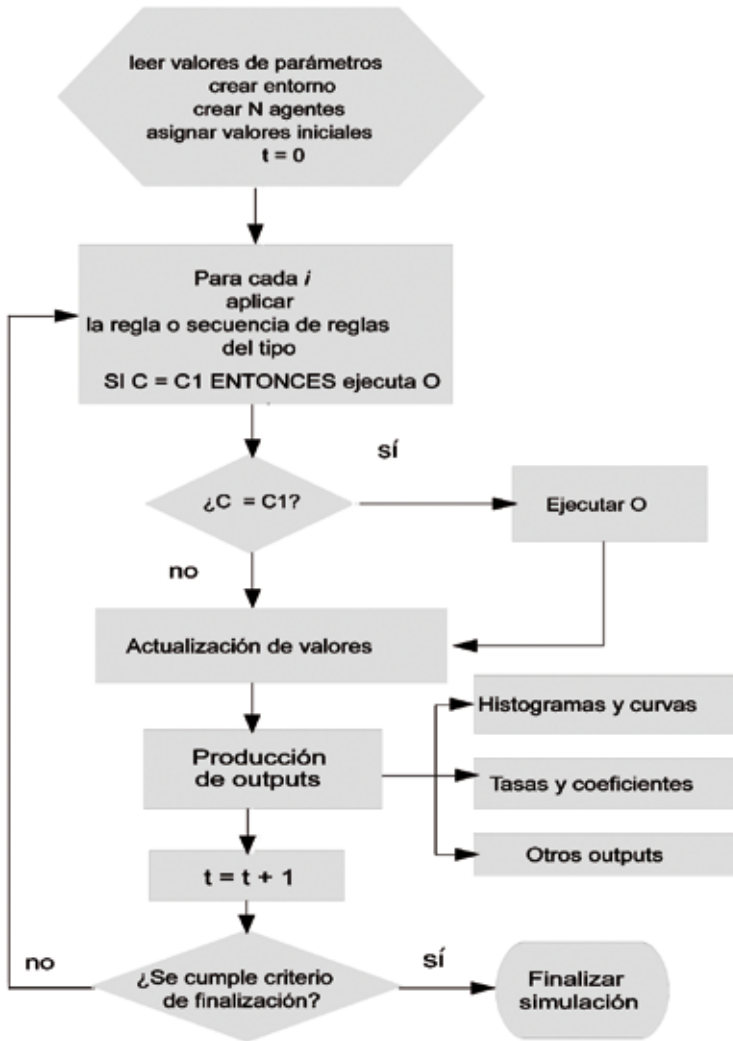 leer valores de parámetros
crear entorno
crear N agentes
asignar valores iniciales
t = 0
Para cada i
aplicar
la regla o secuencia de reglas
del tipo
SI C = C1 ENTONCES ejecuta O
sí
¿C = C1?
Ejecutar O
no
Actualización de valores
Histogramas y curvas
Producción
de outputs
Tasas y coeficientes
Otros outputs
t = t + 1
no
¿Se cumple criterio
de finalización?
sí
Finalizar
simulación